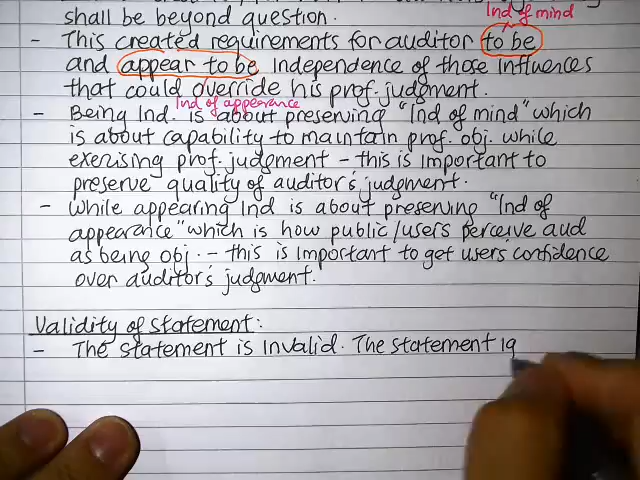 shall be beyond question.
Ind of mind
- This created requirements for auditor to be
and appear to be Independence of those Influences
that could override his prof. judgment.
Ind of appearance
- Being Ind. is about preserving "Ind of mind" which
is about capability to maintain prof. obj. while
exerising prof. judgment - this is important to
preserve quality of auditor's judgment.
- While appearing Ind is about preserving "Ind of
appearance" which is how public/users perceive aud
as being obj. - this is Important to get users' confidence
over auditor's judgment.
Validity of statement:
- The statement is invalid. The statement ig